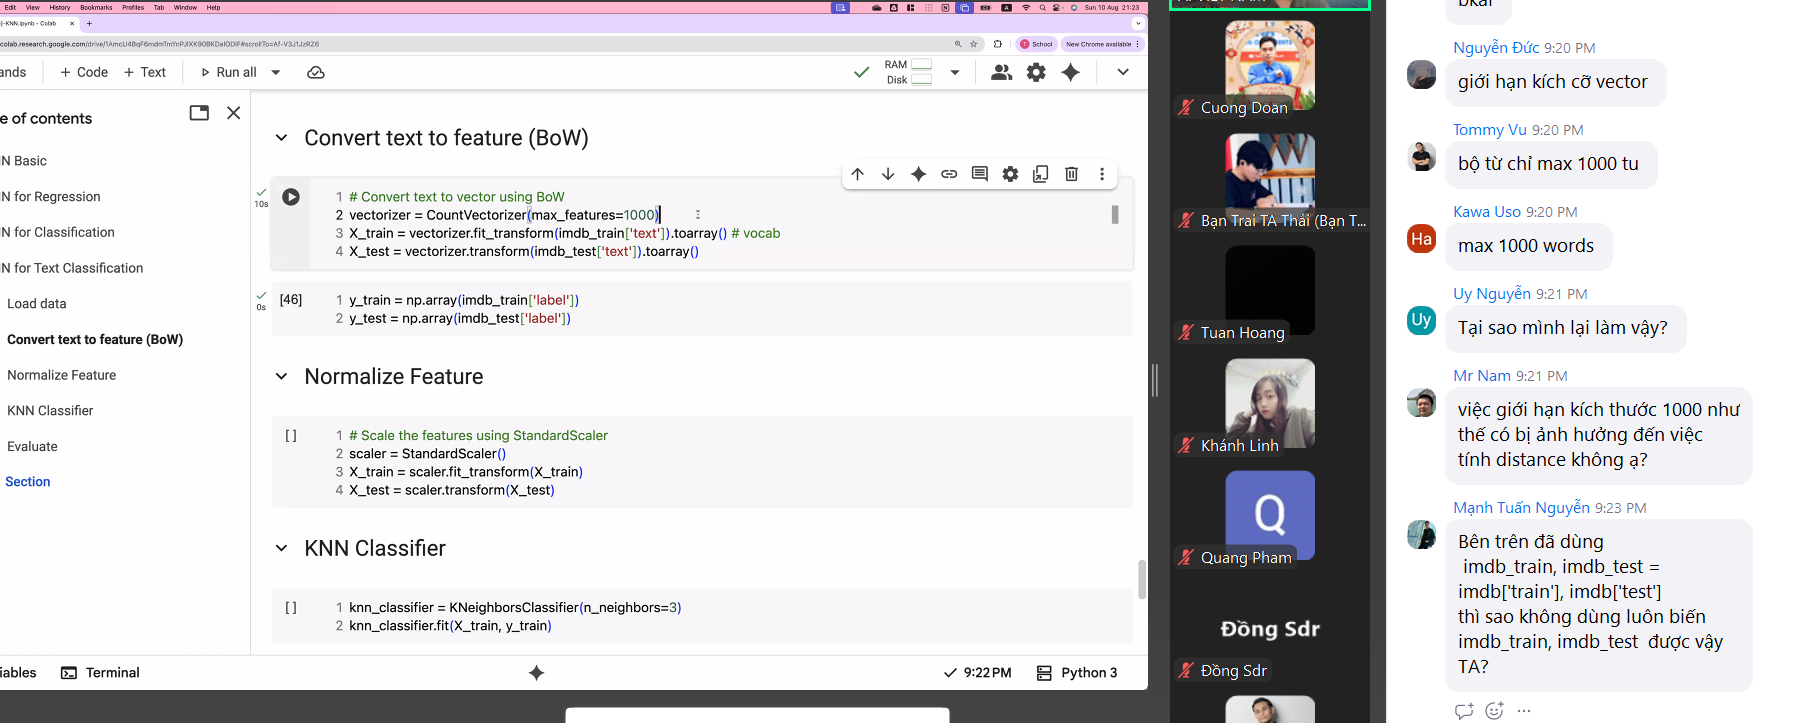 Edit View History Bookmarks Profiles Tab Window Help
Sun 10 Aug 21:23
-KNN.ipynb - Colab
School
New Chrome available
ands
+ Code + Text
Run all
RAM
Disk
e of contents
N Basic
N for Regression
N for Classification
N for Text Classification
Load data
Convert text to feature (BoW)
Normalize Feature
KNN Classifier
Evaluate
Section
Convert text to feature (BoW)
10s
1 # Convert text to vector using BoW
2 vectorizer = CountVectorizer(max_features=1000)
3 X_train = vectorizer.fit_transform(imdb_train['text']).toarray() # vocab
4 X_test = vectorizer.transform(imdb_test['text']).toarray()
0s
[46]
1 y_train = np.array(imdb_train['label'])
2 y_test = np.array(imdb_test['label'])
Normalize Feature
[ ]
1 # Scale the features using StandardScaler
2 scaler = StandardScaler()
3 X_train = scaler.fit_transform(X_train)
4 X_test = scaler.transform(X_test)
KNN Classifier
[ ]
1 knn_classifier = KNeighborsClassifier(n_neighbors=3)
2 knn_classifier.fit(X_train, y_train)
iables
Terminal
9:22 PM
Python 3
Cuong Doan
Bạn Trai TA Thái (Bạn T...
Tuan Hoang
Khánh Linh
Q
Quang Pham
Đồng Sdr
Đồng Sdr
bkai
Nguyễn Đức 9:20 PM
giới hạn kích cỡ vector
Tommy Vu 9:20 PM
bộ từ chỉ max 1000 tu
Kawa Uso 9:20 PM
Ha
max 1000 words
Uy Nguyễn 9:21 PM
Uy
Tại sao mình lại làm vậy?
Mr Nam 9:21 PM
việc giới hạn kích thước 1000 như
thế có bị ảnh hưởng đến việc
tính distance không ạ?
Mạnh Tuấn Nguyễn 9:23 PM
Bên trên đã dùng
imdb_train, imdb_test =
imdb['train'], imdb['test']
thì sao không dùng luôn biến
imdb_train, imdb_test được vậy
TA?